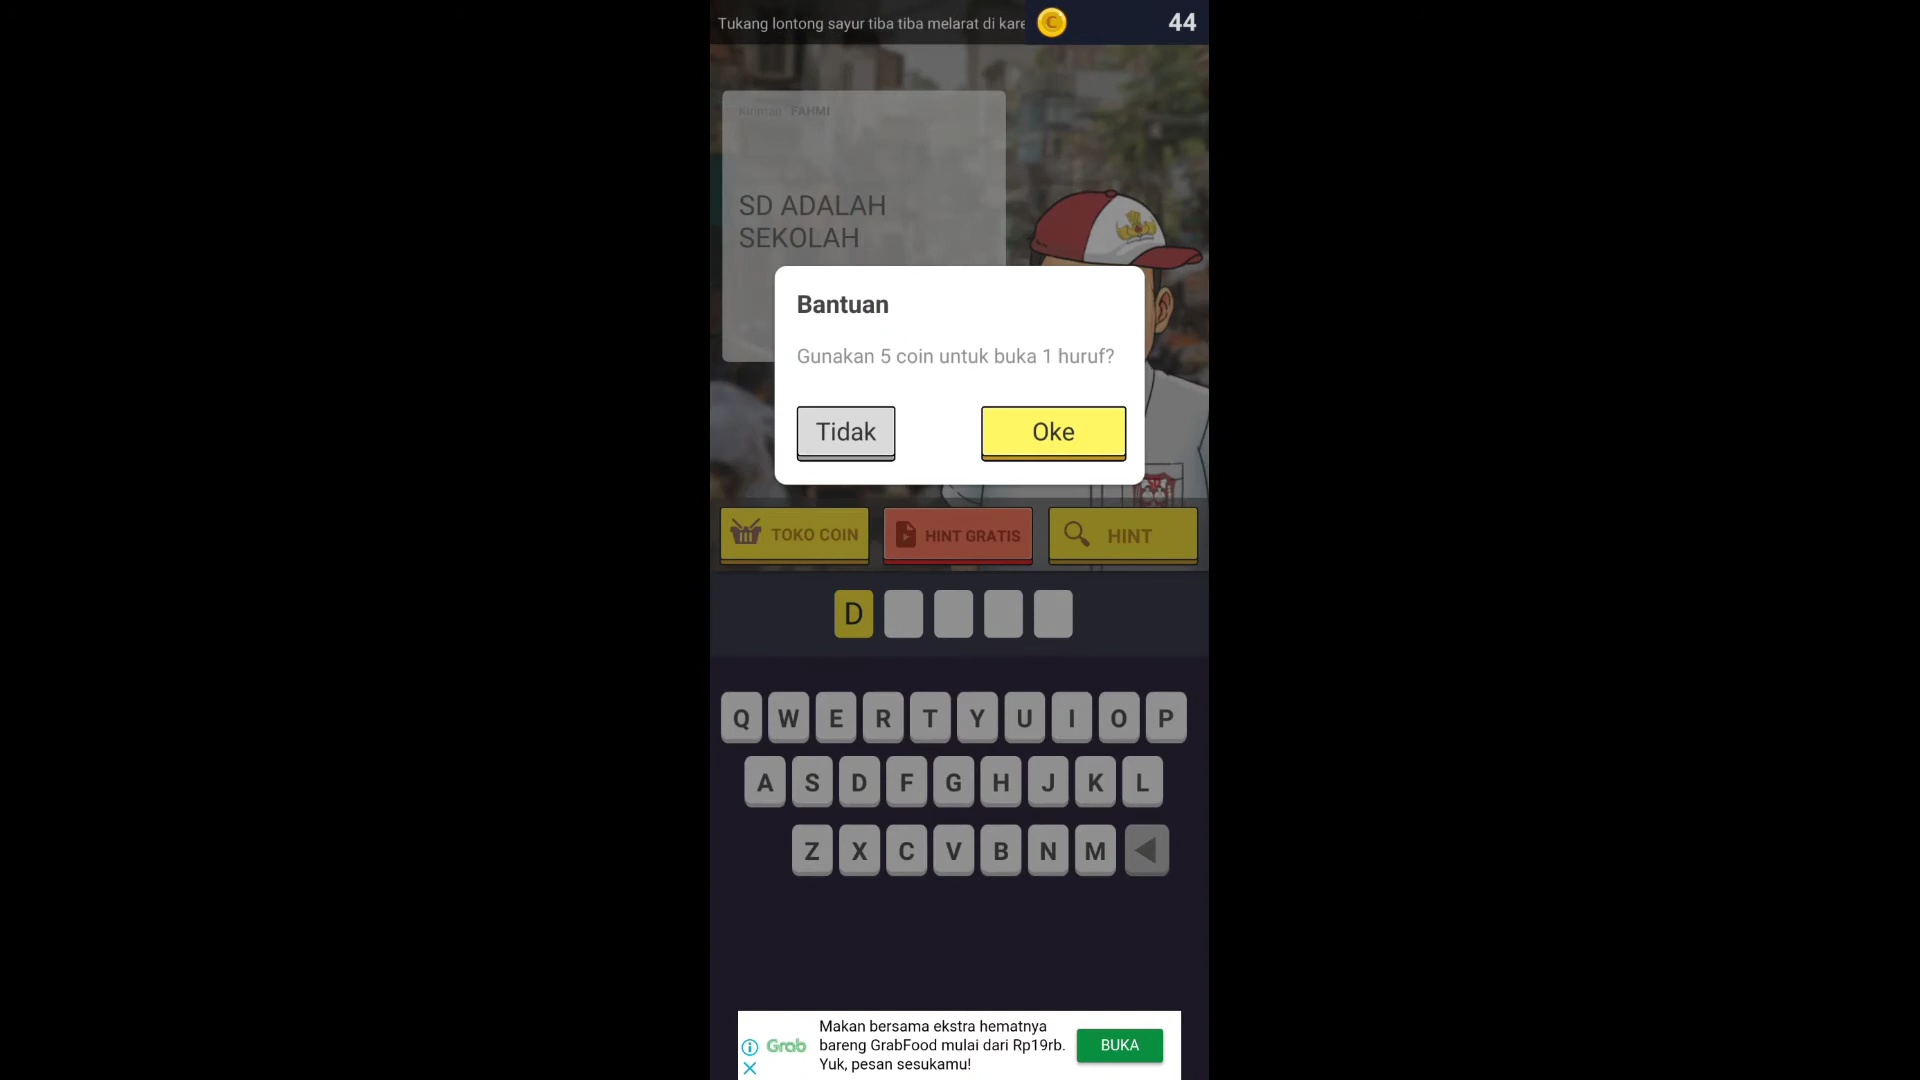 Tukang lontong sayur tiba tiba melarat di kare
44
Kiriman FAHMI
SD ADALAH
SEKOLAH
Bantuan
Gunakan 5 coin untuk buka 1 huruf?
Tidak
Oke
TOKO COIN
HINT GRATIS
HINT
D
Q W E R T Y U I O P
A S D F G H J K L
Z X C V B N M
Makan bersama ekstra hematnya
Grab bareng GrabFood mulai dari Rp19rb. BUKA
Yuk, pesan sesukamu!